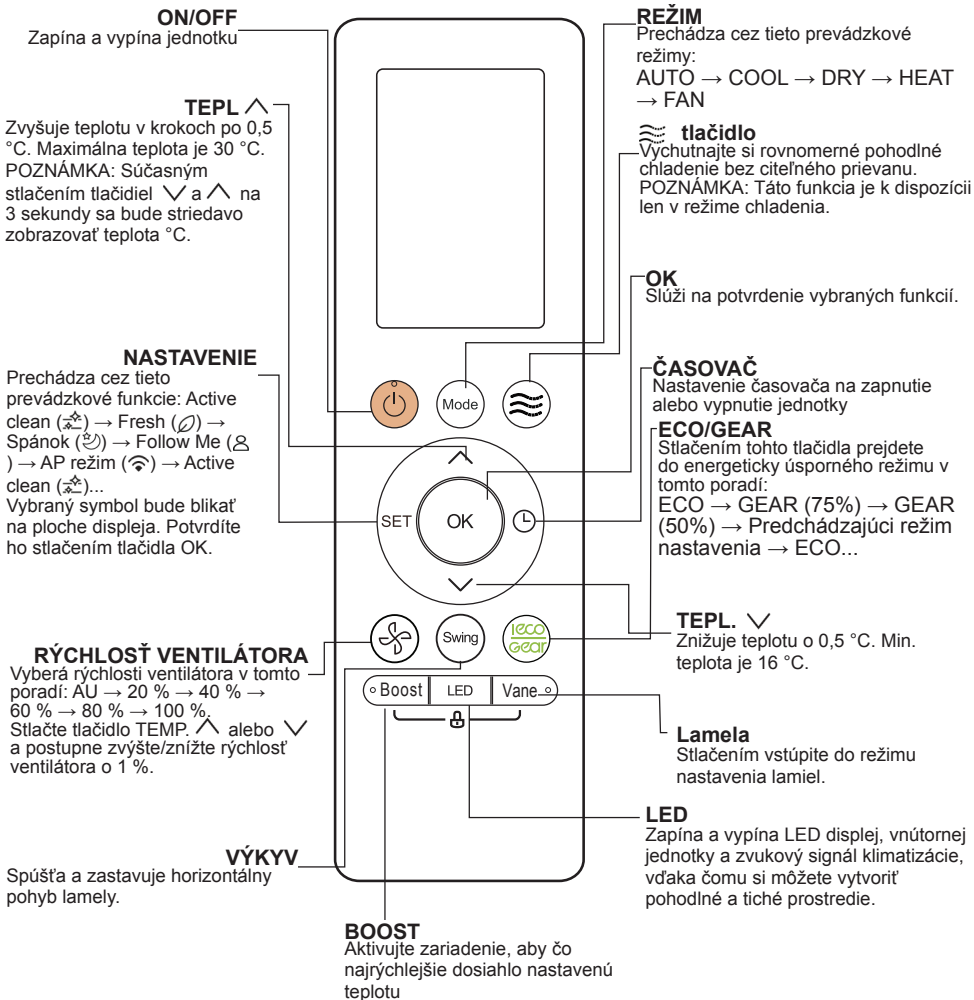 ON/OFF
Zapína a vypína jednotku
TEPL ︿
Zvyšuje teplotu v krokoch po 0,5
°C. Maximálna teplota je 30 °C.
POZNÁMKA: Súčasným
stlačením tlačidiel ﹀ a ︿ na
3 sekundy sa bude striedavo
zobrazovať teplota °C.
NASTAVENIE
Prechádza cez tieto
prevádzkové funkcie: Active
clean () → Fresh () →
Spánok () → Follow Me (
) → AP režim () → Active
clean ()...
Vybraný symbol bude blikať
na ploche displeja. Potvrdíte
ho stlačením tlačidla OK.
RÝCHLOSŤ VENTILÁTORA
Vyberá rýchlosti ventilátora v tomto
poradí: AU → 20 % → 40 % →
60 % → 80 % → 100 %.
Stlačte tlačidlo TEMP. ︿ alebo ﹀
a postupne zvýšte/znížte rýchlosť
ventilátora o 1 %.
VÝKYV
Spúšťa a zastavuje horizontálny
pohyb lamely.
Mode
SET
OK
Swing
ieco
Gear
Boost
LED
Vane
BOOST
Aktivujte zariadenie, aby čo
najrýchlejšie dosiahlo nastavenú
teplotu
REŽIM
Prechádza cez tieto prevádzkové
režimy:
AUTO → COOL → DRY → HEAT
→ FAN
tlačidlo
Vychutnajte si rovnomerné pohodlné
chladenie bez citeľného prievanu.
POZNÁMKA: Táto funkcia je k dispozícii
len v režime chladenia.
OK
Slúži na potvrdenie vybraných funkcií.
ČASOVAČ
Nastavenie časovača na zapnutie
alebo vypnutie jednotky
ECO/GEAR
Stlačením tohto tlačidla prejdete
do energeticky úsporného režimu v
tomto poradí:
ECO → GEAR (75%) → GEAR
(50%) → Predchádzajúci režim
nastavenia → ECO...
TEPL. ﹀
Znižuje teplotu o 0,5 °C. Min.
teplota je 16 °C.
Lamela
Stlačením vstúpite do režimu
nastavenia lamiel.
LED
Zapína a vypína LED displej, vnútornej
jednotky a zvukový signál klimatizácie,
vďaka čomu si môžete vytvoriť
pohodlné a tiché prostredie.